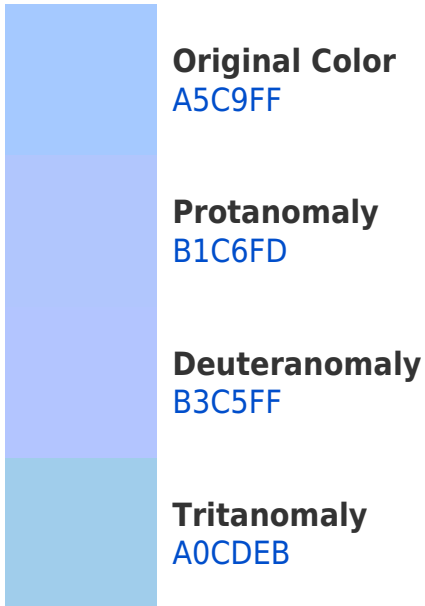 Original Color
A5C9FF
Protanomaly
B1C6FD
Deuteranomaly
B3C5FF
Tritanomaly
A0CDEB